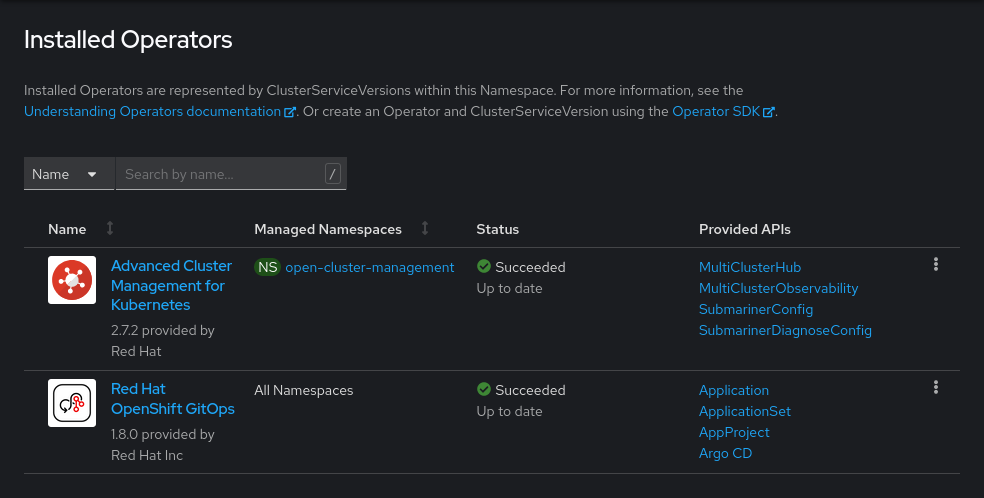 Installed Operators
Installed Operators are represented by ClusterServiceVersions within this Namespace. For more information, see the
Understanding Operators documentation. Or create an Operator and ClusterServiceVersion using the Operator SDK.
Name Search by name... /
Name Managed Namespaces Status Provided APIs
Advanced Cluster
Management for
Kubernetes
2.7.2 provided by
Red Hat
NS open-cluster-management
Succeeded
Up to date
MultiClusterHub
MultiClusterObservability
SubmarinerConfig
SubmarinerDiagnoseConfig
Red Hat
OpenShift GitOps
1.8.0 provided by
Red Hat Inc
All Namespaces
Succeeded
Up to date
Application
ApplicationSet
AppProject
Argo CD